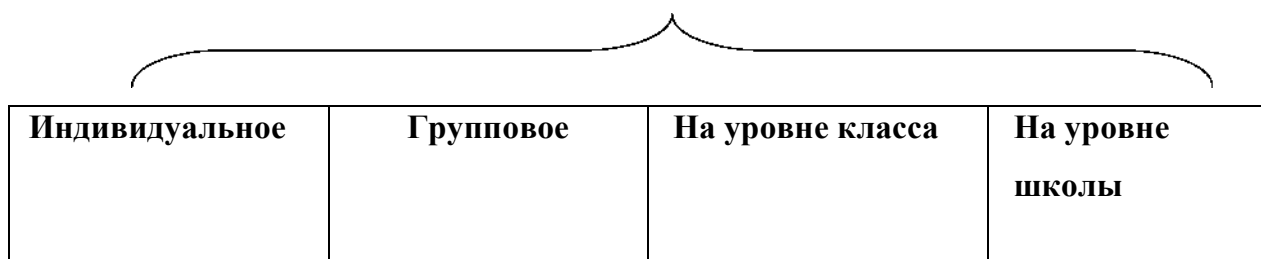 Индивидуальное
Групповое
На уровне класса
На уровне
школы